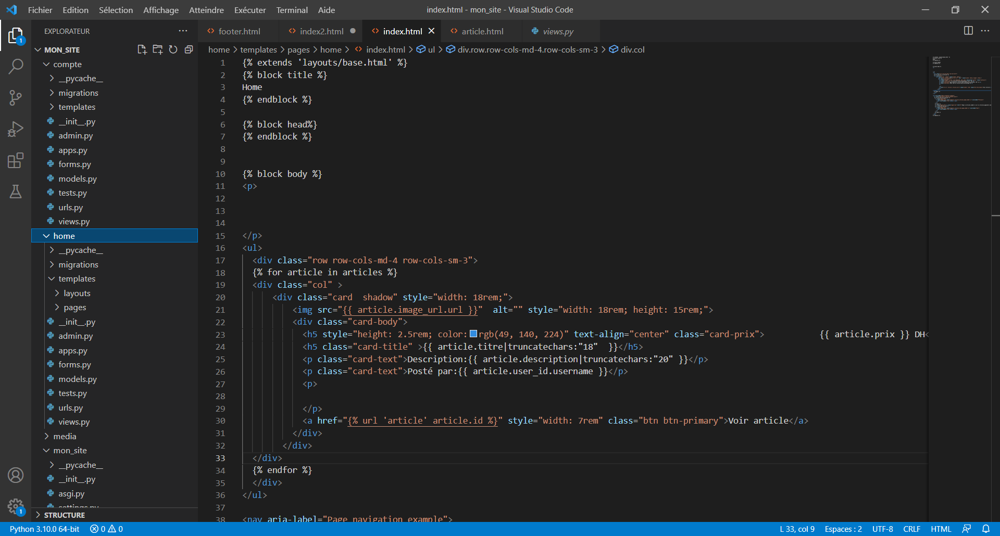 Fichier Edition Sélection Affichage Atteindre Exécuter Terminal Aide
index.html - mon_site - Visual Studio Code
EXPLORATEUR
MON_SITE
compte
__pycache__
migrations
templates
__init__.py
admin.py
apps.py
forms.py
models.py
tests.py
urls.py
views.py
home
__pycache__
migrations
templates
layouts
pages
__init__.py
admin.py
apps.py
forms.py
models.py
tests.py
urls.py
views.py
media
mon_site
__pycache__
__init__.py
asgi.py
settings.py
STRUCTURE
1
1
footer.html index2.html index.html article.html views.py
home > templates > pages > home > index.html > ul > div.row.row-cols-md-4.row-cols-sm-3 > div.col
1 {% extends 'layouts/base.html' %}
2 {% block title %}
3 Home
4 {% endblock %}
5
6 {% block head%}
7 {% endblock %}
8
9
10 {% block body %}
11 <p>
12
13
14
15 </p>
16 <ul>
17 <div class="row row-cols-md-4 row-cols-sm-3">
18 {% for article in articles %}
19 <div class="col" >
20 <div class="card  shadow" style="width: 18rem;">
21 <img src="{{ article.image_url.url }}"  alt="" style="width: 18rem; height: 15rem;">
22 <div class="card-body">
23 <h5 style="height: 2.5rem; color:rgb(49, 140, 224)" text-align="center" class="card-prix">           {{ article.prix }} DH<
24 <h5 class="card-title" >{{ article.titre|truncatechars:"18"  }}</h5>
25 <p class="card-text">Description:{{ article.description|truncatechars:"20" }}</p>
26 <p class="card-text">Posté par:{{ article.user_id.username }}</p>
27 <p>
28
29 </p>
30 <a href="{% url 'article' article.id %}" style="width: 7rem" class="btn btn-primary">Voir article</a>
31 </div>
32 </div>
33 </div>
34 {% endfor %}
35 </div>
36 </ul>
37
38 <nav aria-label="Page navigation example">
Python 3.10.0 64-bit 0 0 L 33, col 9 Espaces : 2 UTF-8 CRLF HTML